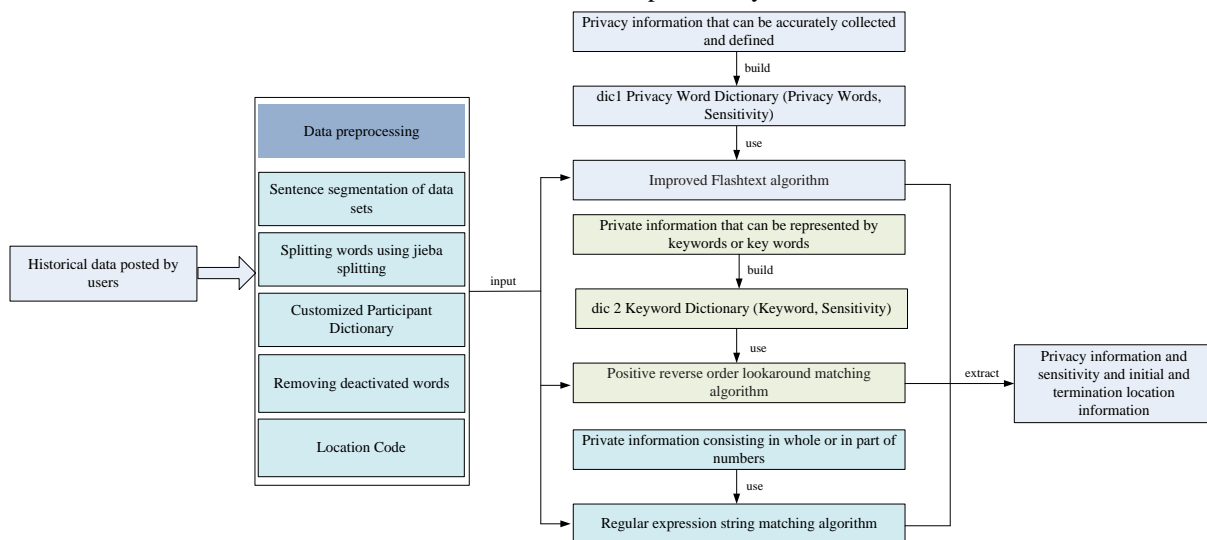 Privacy information that can be accurately collected
and defined
build
dic1 Privacy Word Dictionary (Privacy Words,
Sensitivity)
use
Improved Flashtext algorithm
Private information that can be represented by
keywords or key words
build
dic 2 Keyword Dictionary (Keyword, Sensitivity)
use
Positive reverse order lookaround matching
algorithm
Private information consisting in whole or in part of
numbers
use
Regular expression string matching algorithm
Data preprocessing
Sentence segmentation of data
sets
Splitting words using jieba
splitting
Customized Participant
Dictionary
Removing deactivated words
Location Code
Historical data posted by
users
input
extract
Privacy information and
sensitivity and initial and
termination location
information